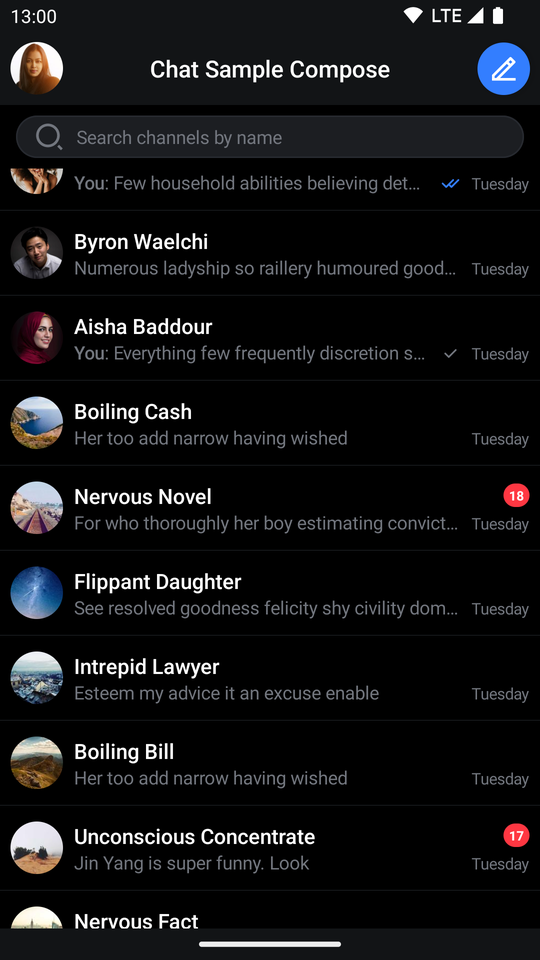 13:00
LTE
Chat Sample Compose
Search channels by name
You: Few household abilities believing det...
Tuesday
Byron Waelchi
Numerous ladyship so raillery humoured good...
Tuesday
Aisha Baddour
You: Everything few frequently discretion s...
Tuesday
Boiling Cash
Her too add narrow having wished
Tuesday
Nervous Novel
18
For who thoroughly her boy estimating convict...
Tuesday
Flippant Daughter
See resolved goodness felicity shy civility dom...
Tuesday
Intrepid Lawyer
Esteem my advice it an excuse enable
Tuesday
Boiling Bill
Her too add narrow having wished
Tuesday
Unconscious Concentrate
17
Jin Yang is super funny. Look
Tuesday
Nervous Fact